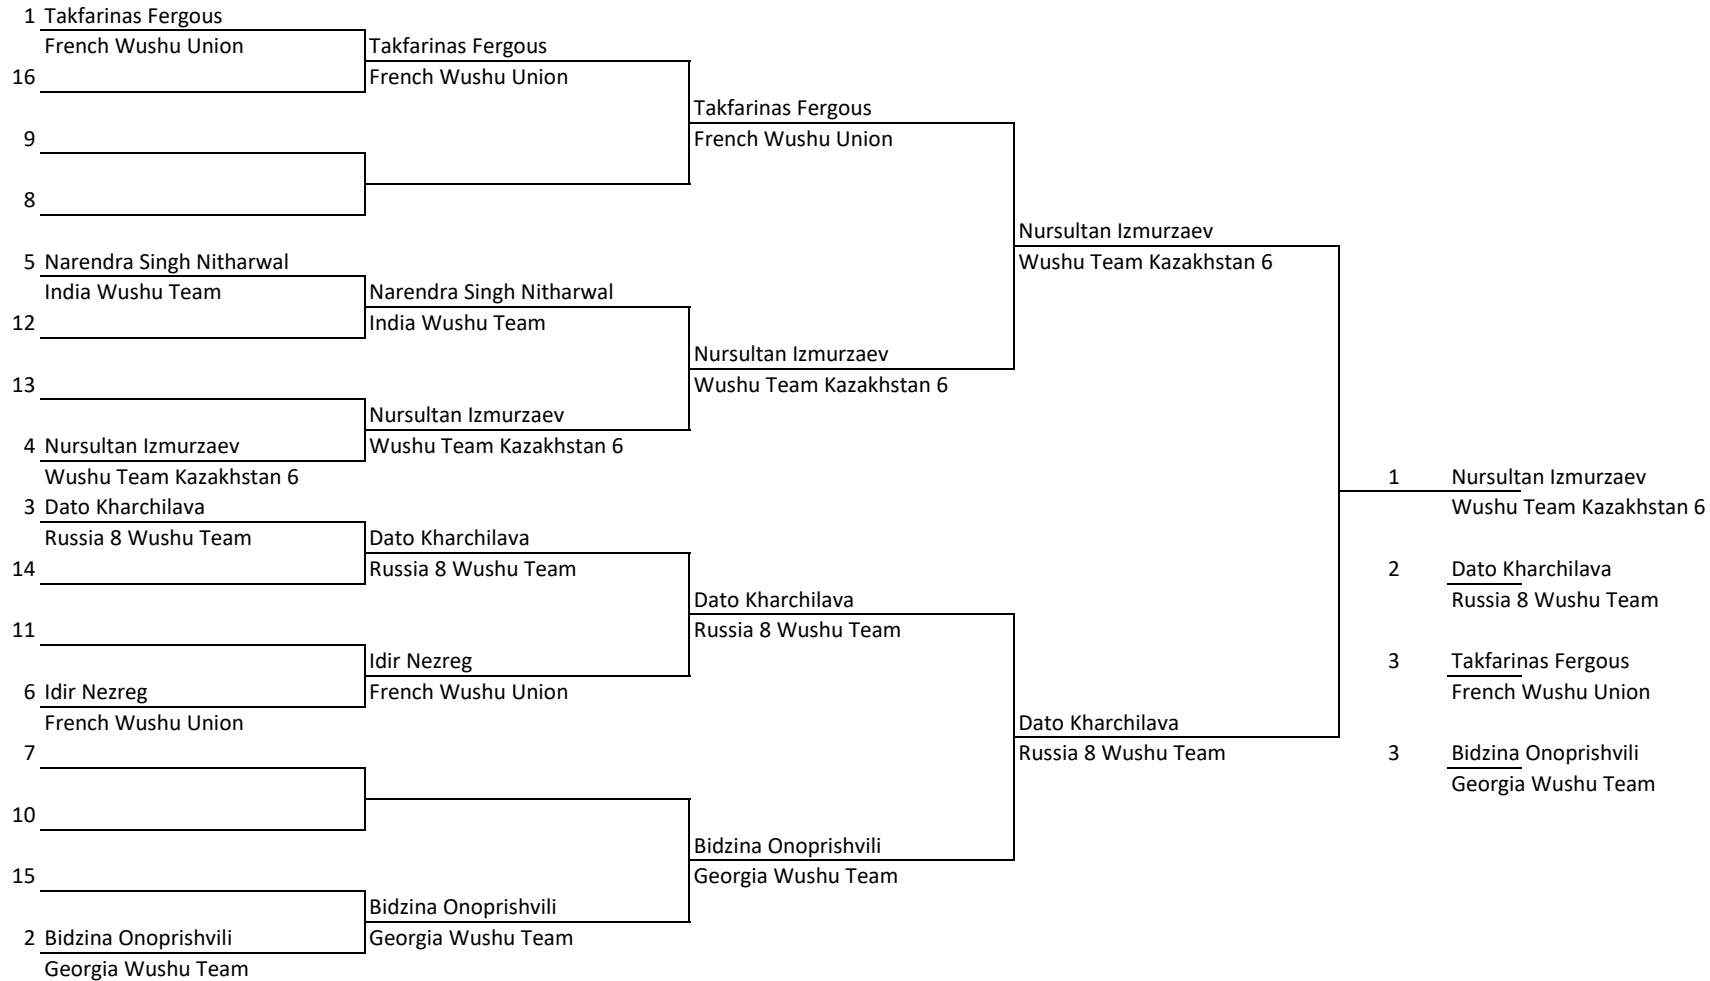 1 Takfarinas Fergous
French Wushu Union
Takfarinas Fergous
16
French Wushu Union
Takfarinas Fergous
9
French Wushu Union
8
Nursultan Izmurzaev
5 Narendra Singh Nitharwal
Wushu Team Kazakhstan 6
India Wushu Team
Narendra Singh Nitharwal
12
India Wushu Team
Nursultan Izmurzaev
13
Wushu Team Kazakhstan 6
Nursultan Izmurzaev
4 Nursultan Izmurzaev
Wushu Team Kazakhstan 6
Wushu Team Kazakhstan 6
1 Nursultan Izmurzaev
3 Dato Kharchilava
Wushu Team Kazakhstan 6
Russia 8 Wushu Team
Dato Kharchilava
14
Russia 8 Wushu Team
2 Dato Kharchilava
Dato Kharchilava
Russia 8 Wushu Team
11
Russia 8 Wushu Team
Idir Nezreg
3 Takfarinas Fergous
6 Idir Nezreg
French Wushu Union
French Wushu Union
French Wushu Union
Dato Kharchilava
7
Russia 8 Wushu Team
3 Bidzina Onoprishvili
Georgia Wushu Team
10
Bidzina Onoprishvili
15
Georgia Wushu Team
Bidzina Onoprishvili
2 Bidzina Onoprishvili
Georgia Wushu Team
Georgia Wushu Team